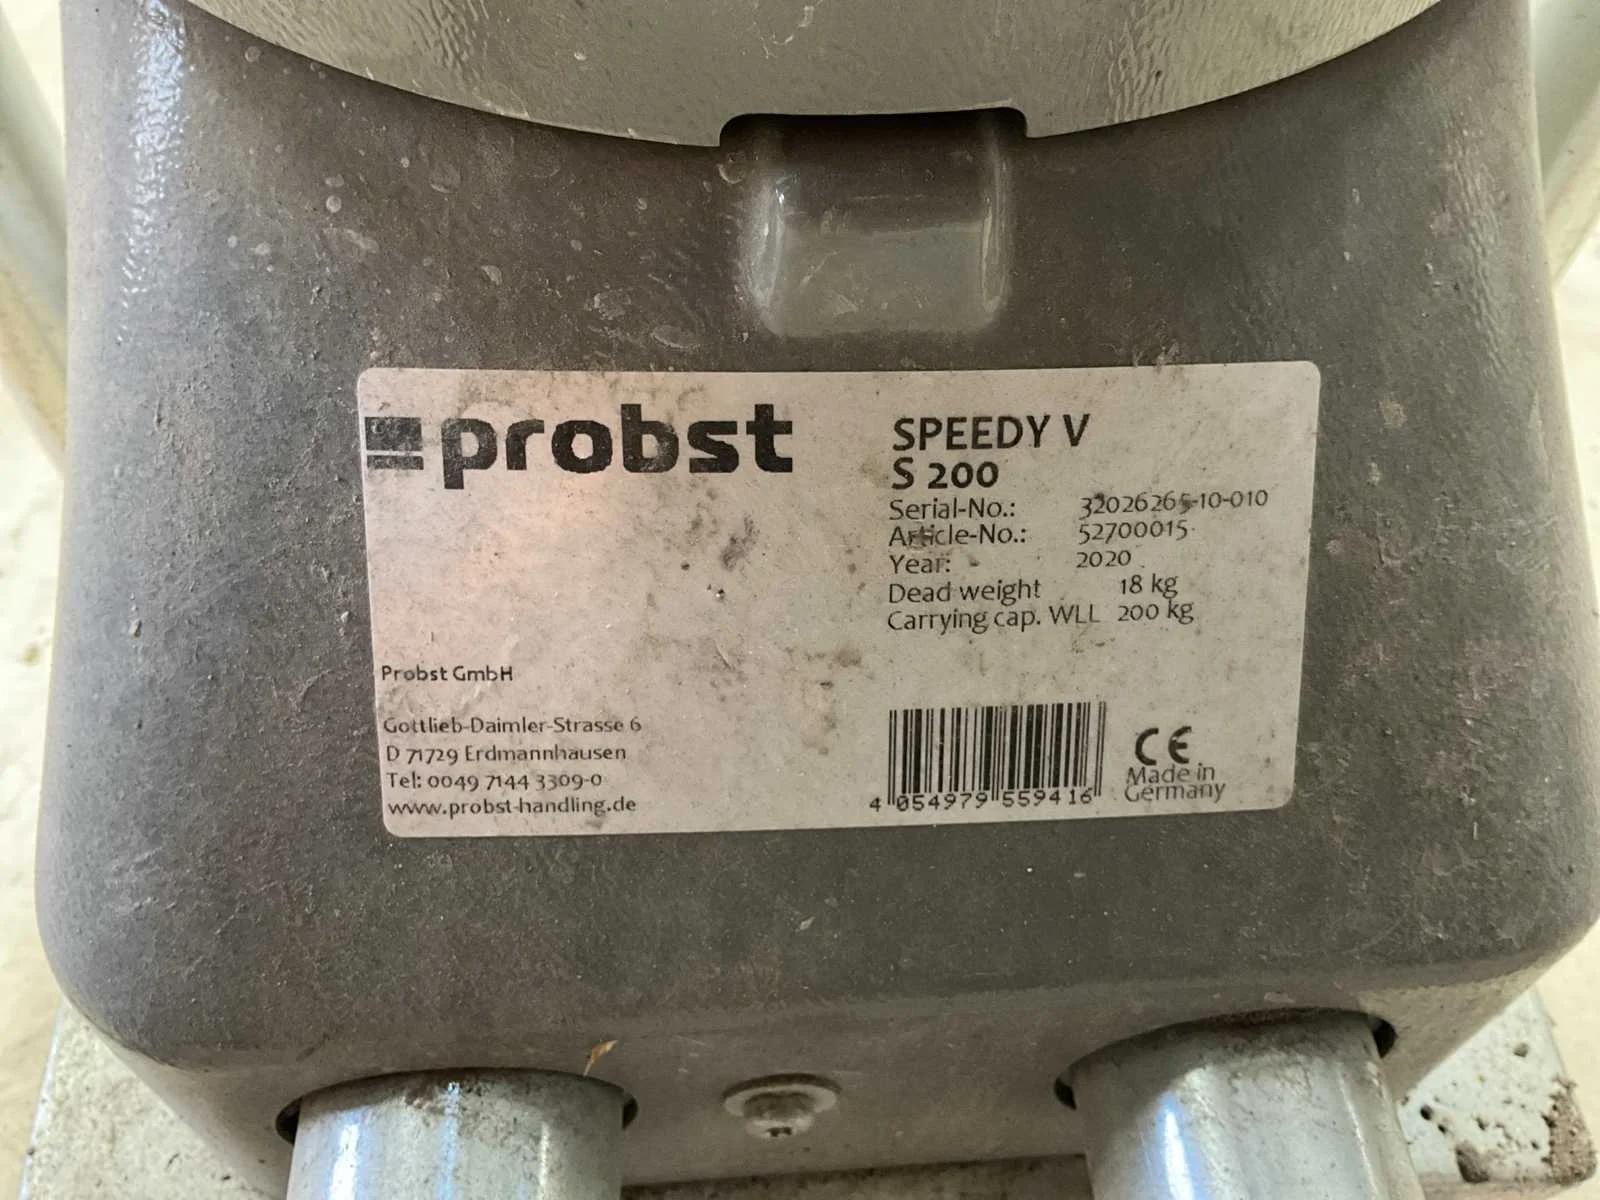 probst
SPEEDY V
S 200
Serial-No.: 32026265-10-010
Article-No.: 52700015
Year: 2020
Dead weight 18 kg
Carrying cap. WLL 200 kg
Probst GmbH
Gottlieb-Daimler-Strasse 6
D 71729 Erdmannhausen
Tel: 0049 7144 3309-0
www.probst-handling.de
4 054979 559416
CE
Made in
Germany